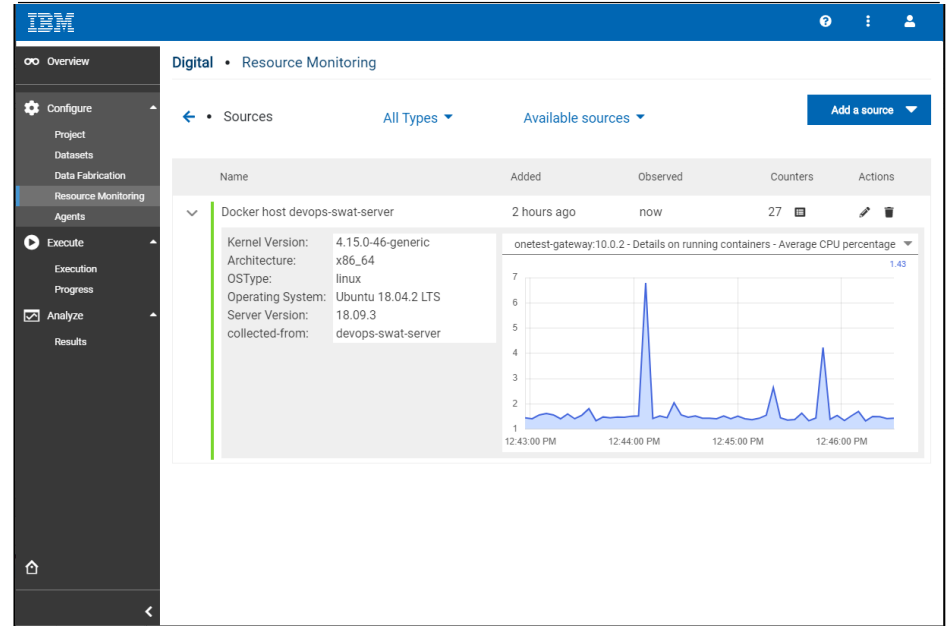 IBM
Overview
Digital • Resource Monitoring
Configure
Project
Datasets
Data Fabrication
Resource Monitoring
Agents
Execute
Execution
Progress
Analyze
Results
• Sources
All Types
Available sources
Add a source
Name Added Observed Counters Actions
Docker host devops-swat-server 2 hours ago now 27
Kernel Version: 4.15.0-46-generic
Architecture: x86_64
OSType: linux
Operating System: Ubuntu 18.04.2 LTS
Server Version: 18.09.3
collected-from: devops-swat-server
onetest-gateway:10.0.2 - Details on running containers - Average CPU percentage
1.43
7
6
5
4
3
2
1
12:43:00 PM 12:44:00 PM 12:45:00 PM 12:46:00 PM